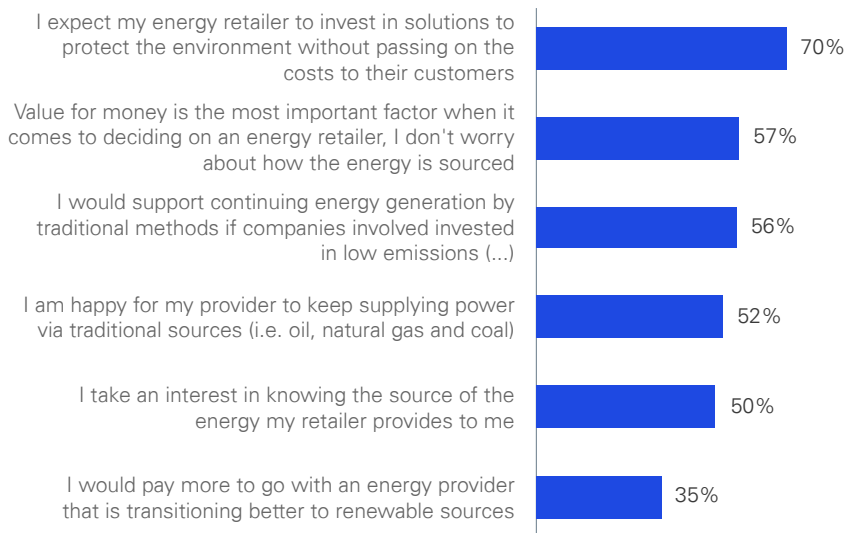 I expect my energy retailer to invest in solutions to
protect the environment without passing on the
costs to their customers
70%
Value for money is the most important factor when it
comes to deciding on an energy retailer, I don't worry
about how the energy is sourced
57%
I would support continuing energy generation by
traditional methods if companies involved invested
in low emissions (...)
56%
I am happy for my provider to keep supplying power
via traditional sources (i.e. oil, natural gas and coal)
52%
I take an interest in knowing the source of the
energy my retailer provides to me
50%
I would pay more to go with an energy provider
that is transitioning better to renewable sources
35%